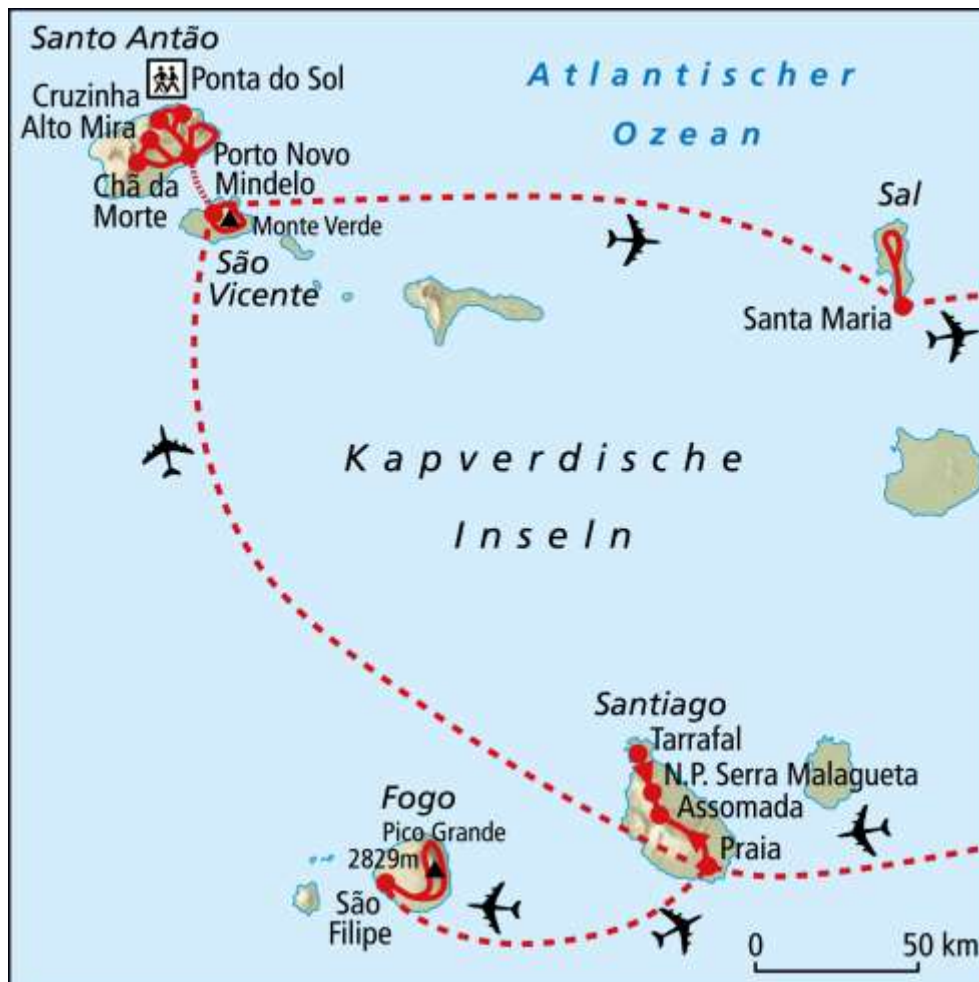 Santo Antão
Ponta do Sol
Cruzinha
Alto Mira
Chã da
Morte
Porto Novo
Mindelo
Monte Verde
São
Vicente
Atlantischer
Ozean
Sal
Santa Maria
Kapverdische
Inseln
Santiago
Tarrafal
N.P. Serra Malagueta
Assomada
Praia
Fogo
Pico Grande
2829m
São
Filipe
0 50 km